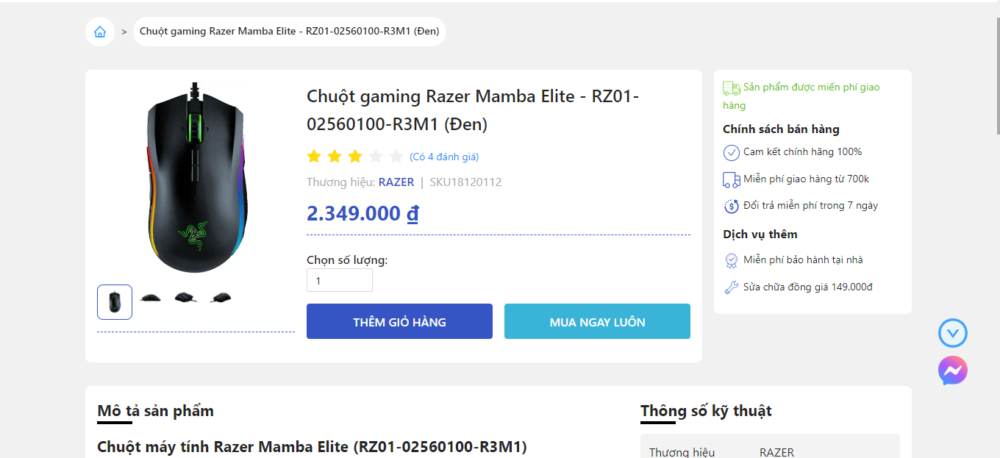 > Chuột gaming Razer Mamba Elite - RZ01-02560100-R3M1 (Đen)
Chuột gaming Razer Mamba Elite - RZ01-
02560100-R3M1 (Đen)
(Có 4 đánh giá)
Thương hiệu: RAZER | SKU18120112
2.349.000 ₫
Chọn số lượng:
1
THÊM GIỎ HÀNG
MUA NGAY LUÔN
Sản phẩm được miến phí giao
hàng
Chính sách bán hàng
Cam kết chính hãng 100%
Miễn phí giao hàng từ 700k
Đổi trả miễn phí trong 7 ngày
Dịch vụ thêm
Miễn phí bảo hành tại nhà
Sửa chữa đồng giá 149.000đ
Mô tả sản phẩm
Chuột máy tính Razer Mamba Elite (RZ01-02560100-R3M1)
Thông số kỹ thuật
Thương hiệu RAZER